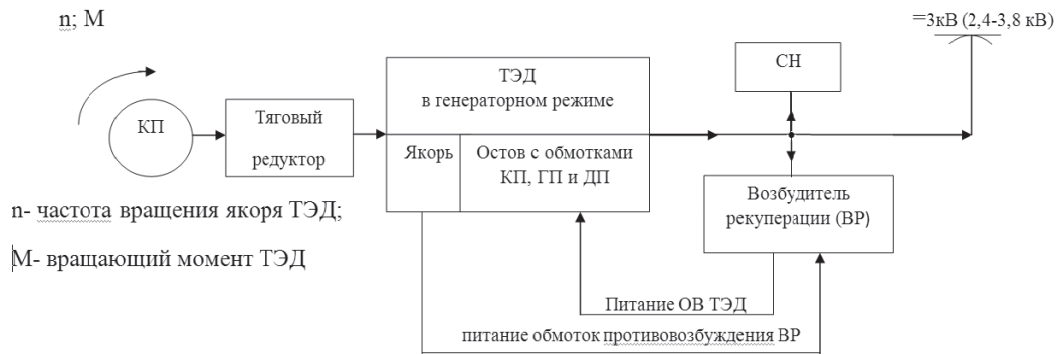 n; M
=3кВ (2,4-3,8 кВ)
СН
ТЭД
в генераторном режиме
КП
Тяговый
редуктор
Якорь
Остов с обмотками
КП, ГП и ДП
Возбудитель
рекуперации (ВР)
n- частота вращения якоря ТЭД;
М- вращающий момент ТЭД
Питание ОВ ТЭД
питание обмоток противовозбуждения ВР